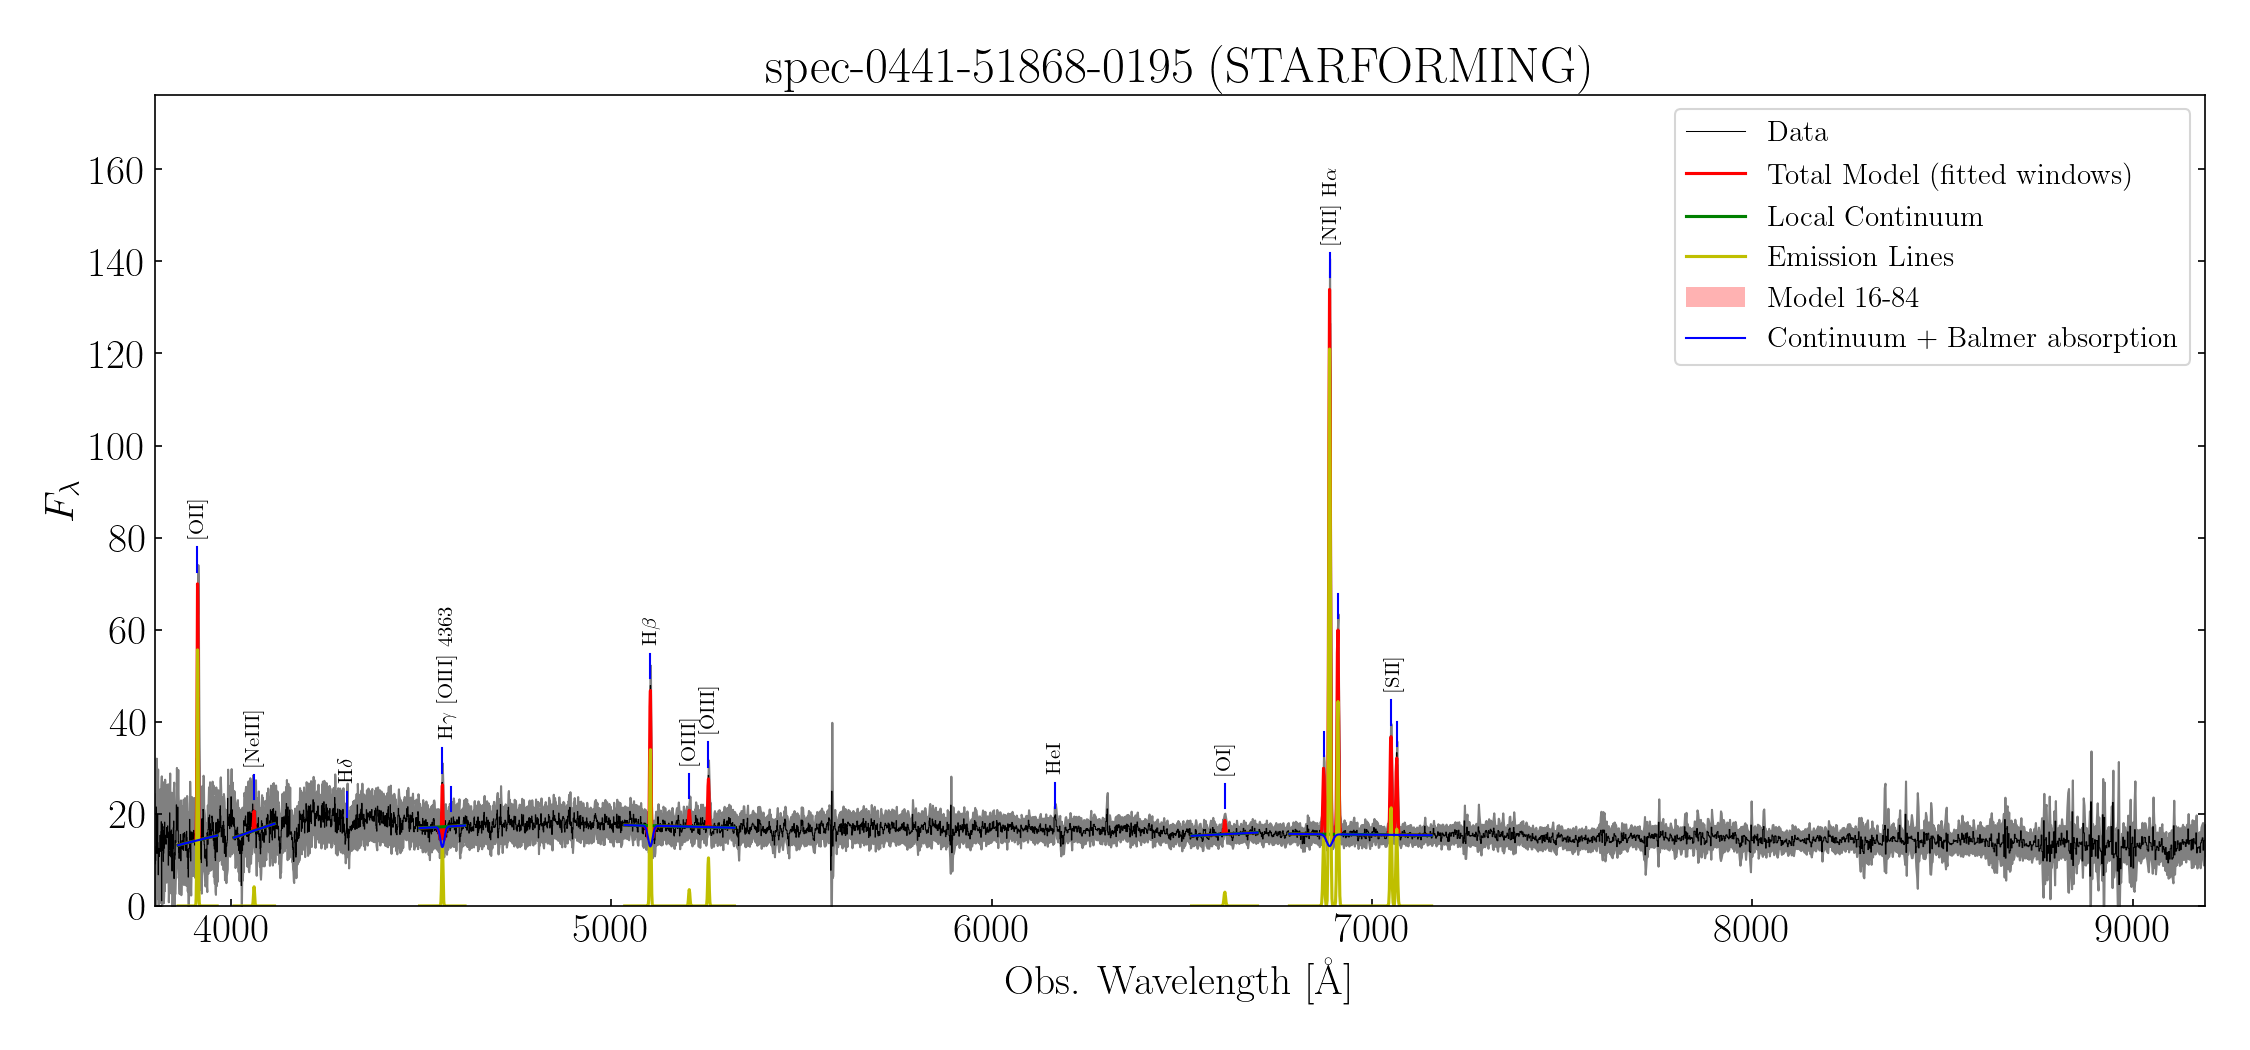 spec-0441-51868-0195 (STARFORMING)
Data
Total Model (fitted windows)
Local Continuum
Emission Lines
Model 16-84
Continuum + Balmer absorption
[OII]
[NeIII]
Hδ
Hγ [OIII] 4363
Hβ
[OIII]
[OIII]
HeI
[OI]
[NII] Hα
[SII]
160
140
120
100
80
60
40
20
0
4000 5000 6000 7000 8000 9000
Fλ
Obs. Wavelength [Å]